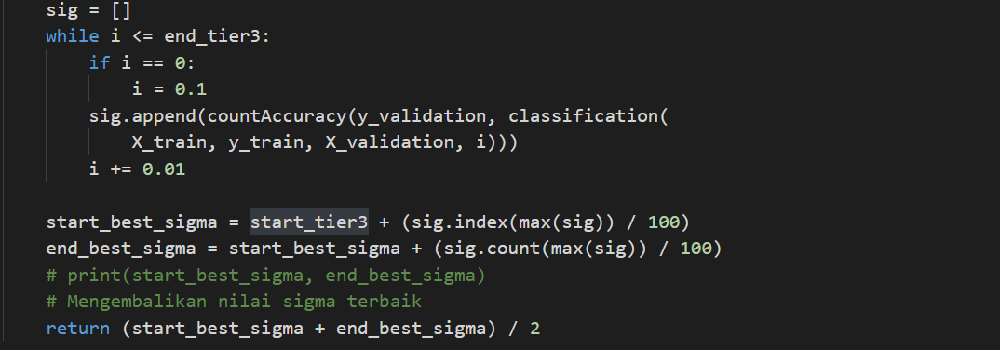 sig = []
while i <= end_tier3:
    if i == 0:
        i = 0.1
    sig.append(countAccuracy(y_validation, classification(
        X_train, y_train, X_validation, i)))
    i += 0.01

start_best_sigma = start_tier3 + (sig.index(max(sig)) / 100)
end_best_sigma = start_best_sigma + (sig.count(max(sig)) / 100)
# print(start_best_sigma, end_best_sigma)
# Mengembalikan nilai sigma terbaik
return (start_best_sigma + end_best_sigma) / 2